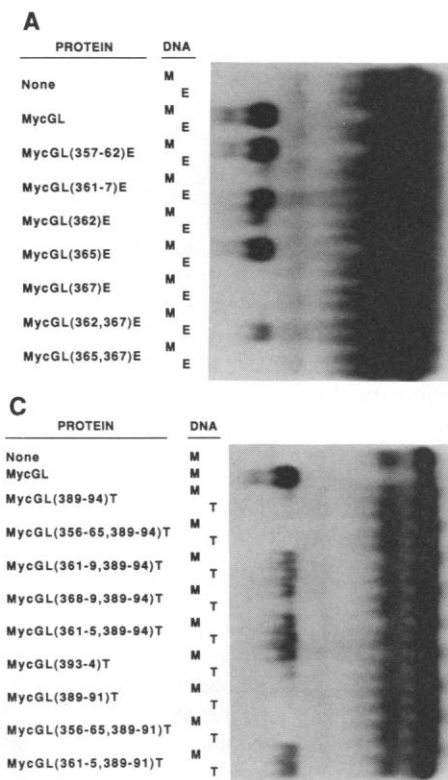 A
PROTEIN DNA
None M
E
MycGL M
E
MycGL(357-62)E M
E
MycGL(361-7)E M
E
MycGL(362)E M
E
MycGL(365)E M
E
MycGL(367)E M
E
MycGL(362,367)E M
E
MycGL(365,367)E M
E
C
PROTEIN DNA
None M
MycGL M
MycGL(389-94)T M
T
MycGL(356-65,389-94)T M
T
MycGL(361-9,389-94)T M
T
MycGL(368-9,389-94)T M
T
MycGL(361-5,389-94)T M
T
MycGL(393-4)T M
T
MycGL(389-91)T M
T
MycGL(356-65,389-91)T M
T
MycGL(361-5,389-91)T M
T